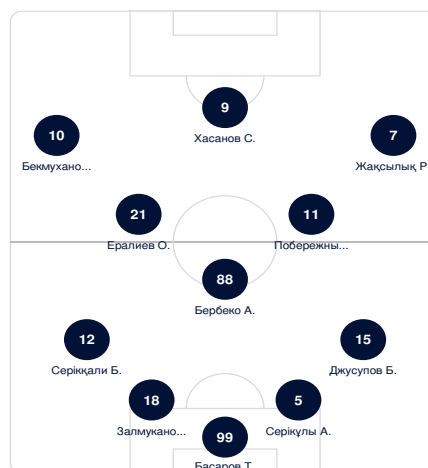 9
Хасанов С.
10
Бекмухано...
7
Жақсылық Р
21
Ералиев О.
11
Побережны...
88
Бербеко А.
12
Серікқали Б.
15
Джусупов Б.
18
Залмукано...
5
Серікұлы А.
99
Басаров Т.